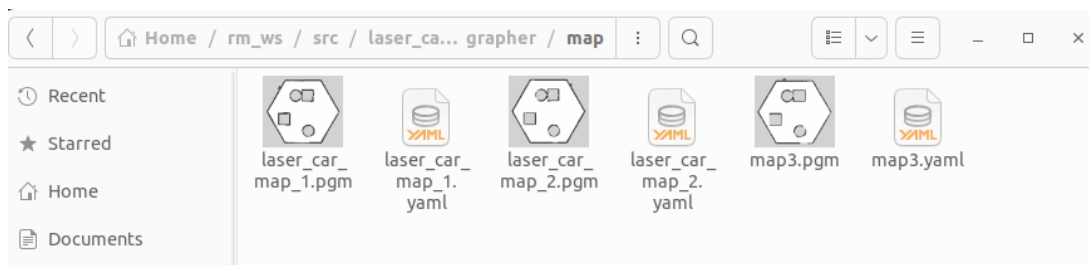 Home / rm_ws / src / laser_ca... grapher / map
Recent
Starred
Home
Documents
laser_car_
map_1.pgm
YAML
laser_car_
map_1.
yaml
laser_car_
map_2.pgm
YAML
laser_car_
map_2.
yaml
map3.pgm
YAML
map3.yaml